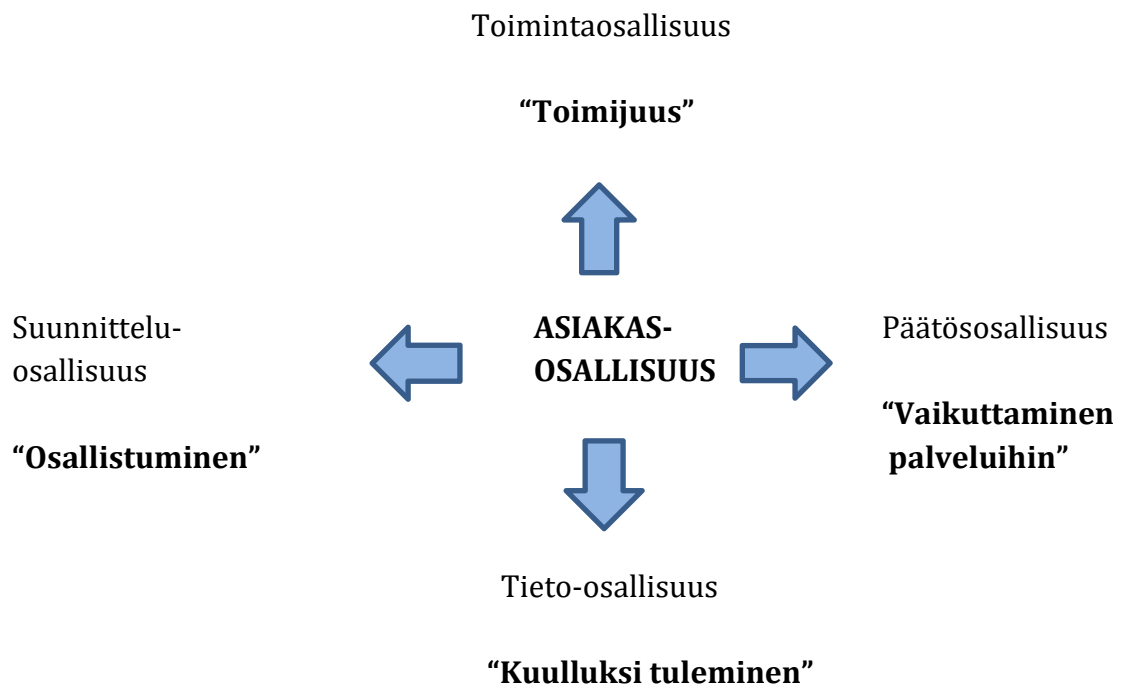 Toimintaosallisuus
“Toimijuus”
Suunnittelu-
osallisuus
“Osallistuminen”
ASIAKAS-
OSALLISUUS
Päätösosallisuus
“Vaikuttaminen
palveluihin”
Tieto-osallisuus
“Kuulluksi tuleminen”